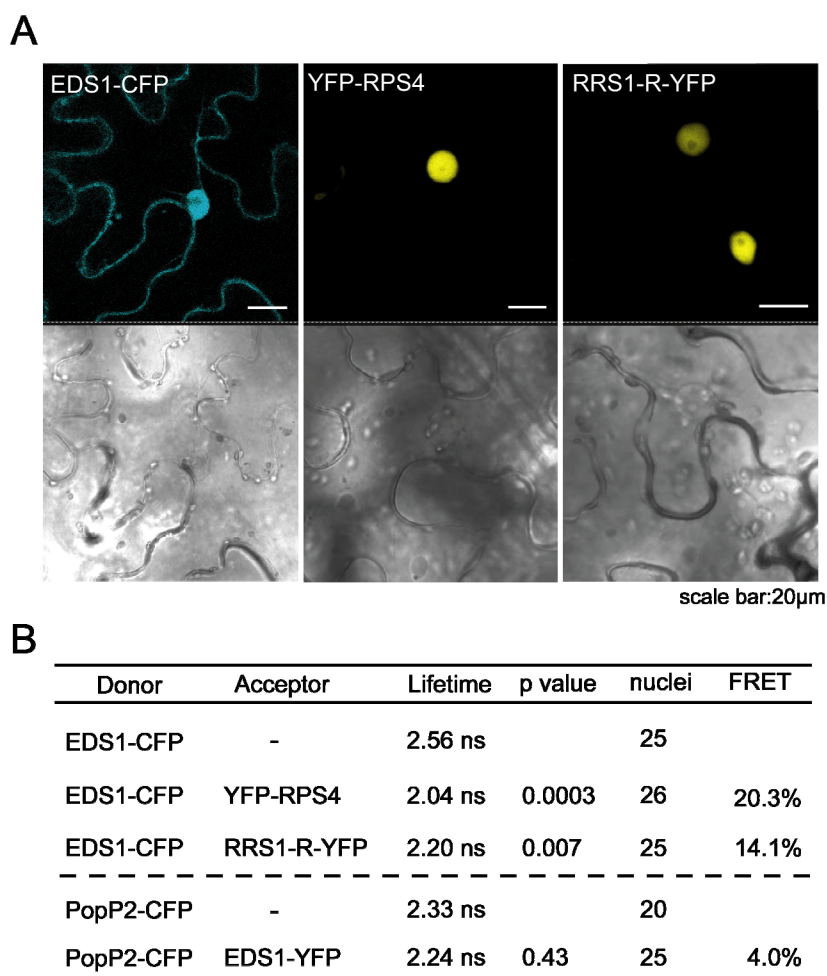 A
EDS1-CFP YFP-RPS4 RRS1-R-YFP
scale bar:20µm
B
Donor Acceptor Lifetime p value nuclei FRET
EDS1-CFP - 2.56 ns 25
EDS1-CFP YFP-RPS4 2.04 ns 0.0003 26 20.3%
EDS1-CFP RRS1-R-YFP 2.20 ns 0.007 25 14.1%
PopP2-CFP - 2.33 ns 20
PopP2-CFP EDS1-YFP 2.24 ns 0.43 25 4.0%